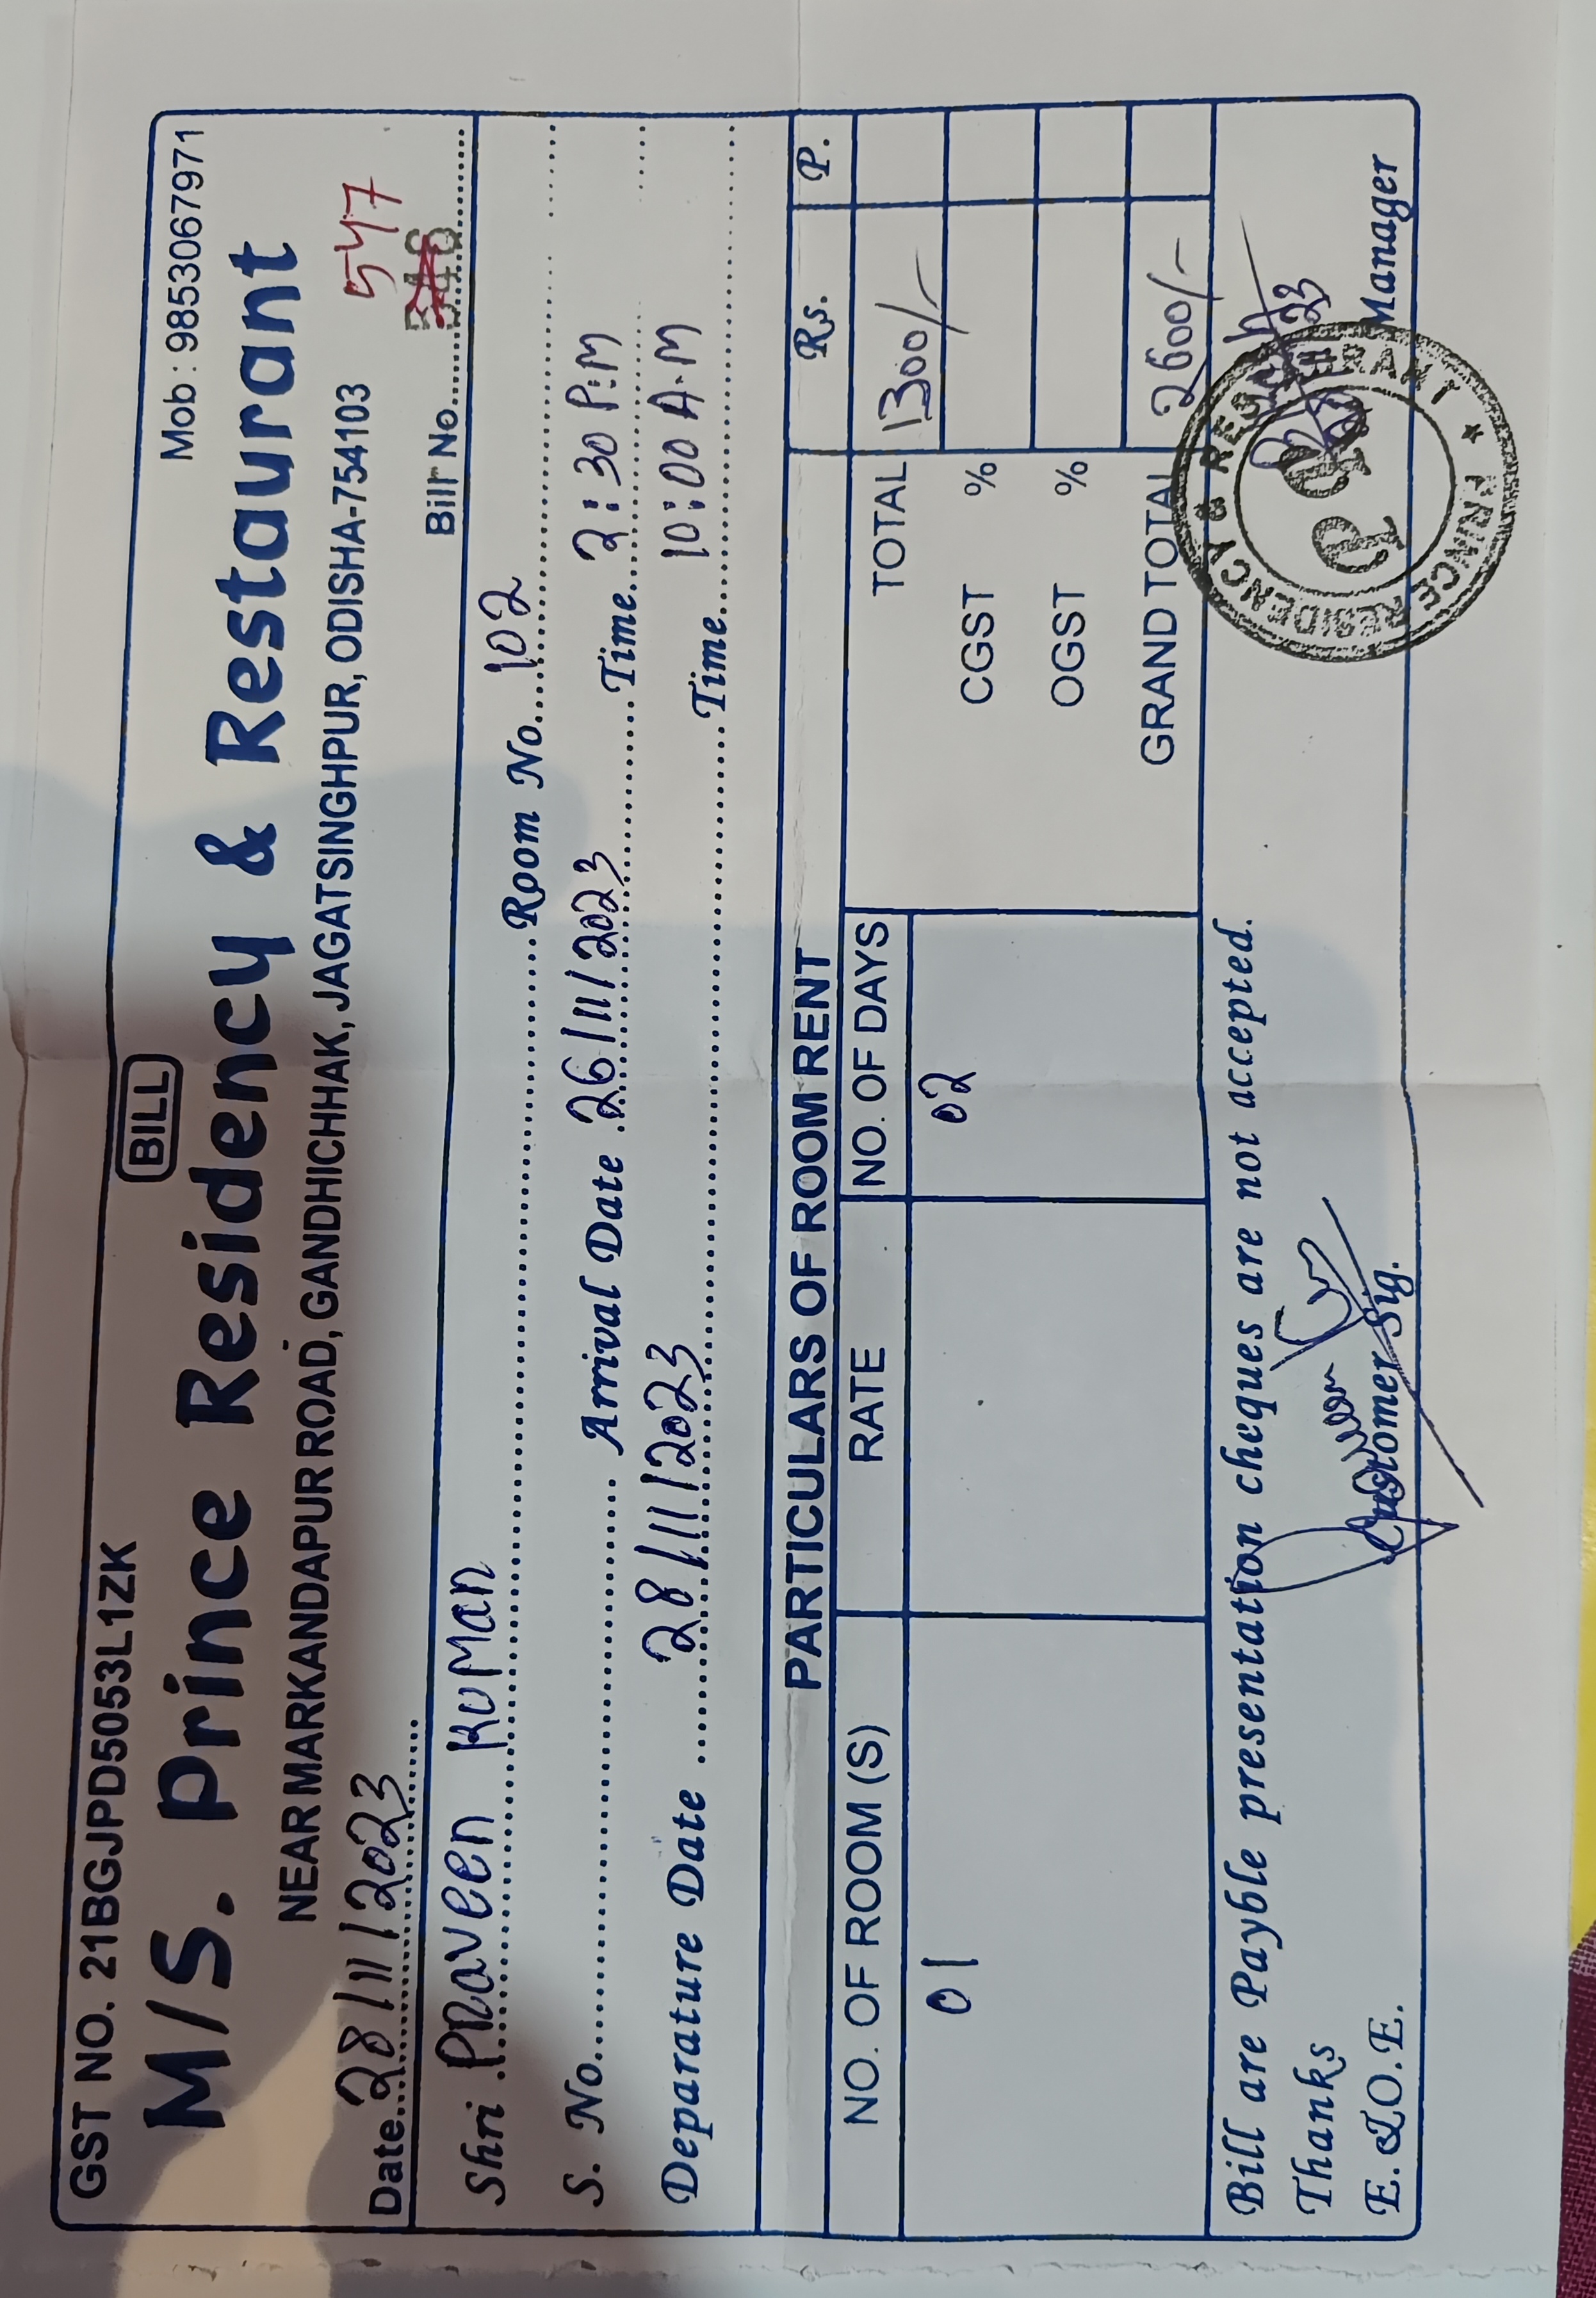 GST NO. 21BGJPD5053L1ZK
BILL
Mob : 9853067971
M/S. Prince Residency & Restaurant
NEAR MARKANDAPUR ROAD, GANDHICHHAK, JAGATSINGHPUR, ODISHA-754103
547
Date 28/11/2023 Bill No.
Shri Praveen Kuman Room No. 102
S. No. Arrival Date 26/11/2023 Time 2:30 P.M
Deparature Date 28/11/2023 Time 10:00 A.M
PARTICULARS OF ROOM RENT Rs. P.
NO. OF ROOM (S) RATE NO. OF DAYS TOTAL 1300/-
01 02
CGST %
OGST %
GRAND TOTAL 2600/-
Bill are Payble presentation cheques are not accepted.
Thanks
E. & O.E. Customer Sig. Manager
PRINCE RESIDENCY & RESTAURANT